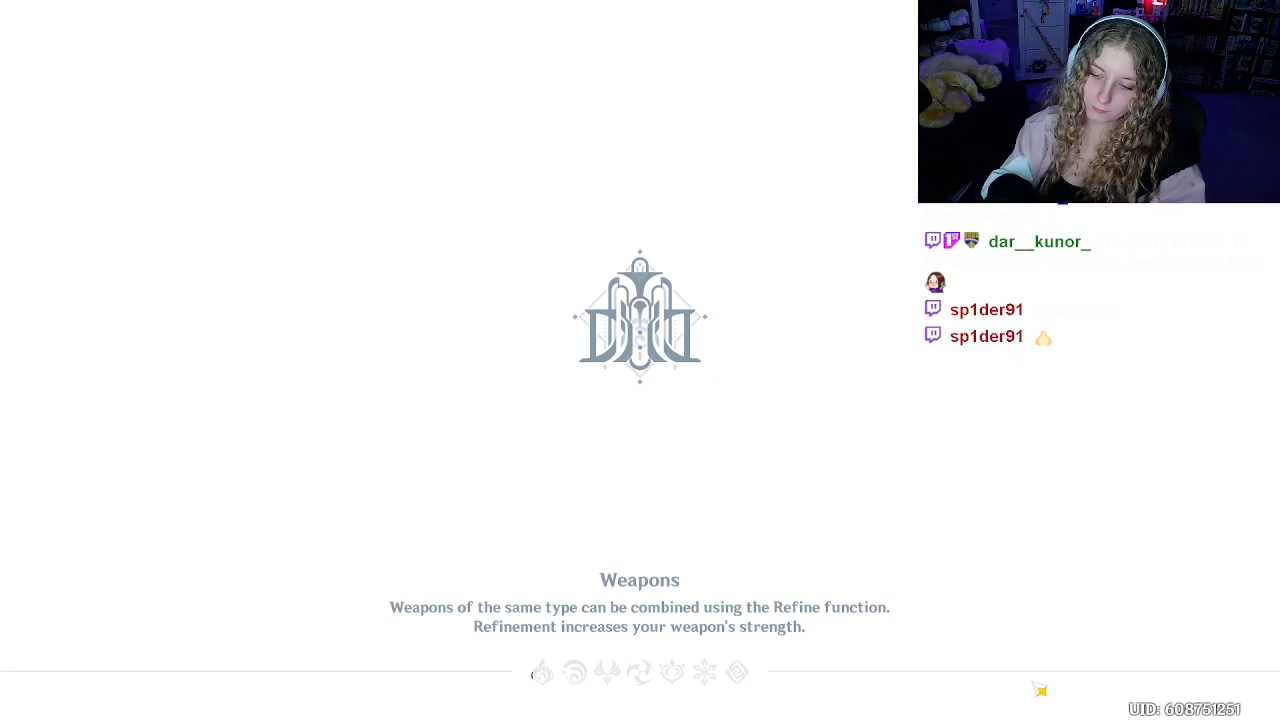 dar__kunor_
sp1der91
sp1der91
Weapons
Weapons of the same type can be combined using the Refine function.
Refinement increases your weapon's strength.
UID: 608751251